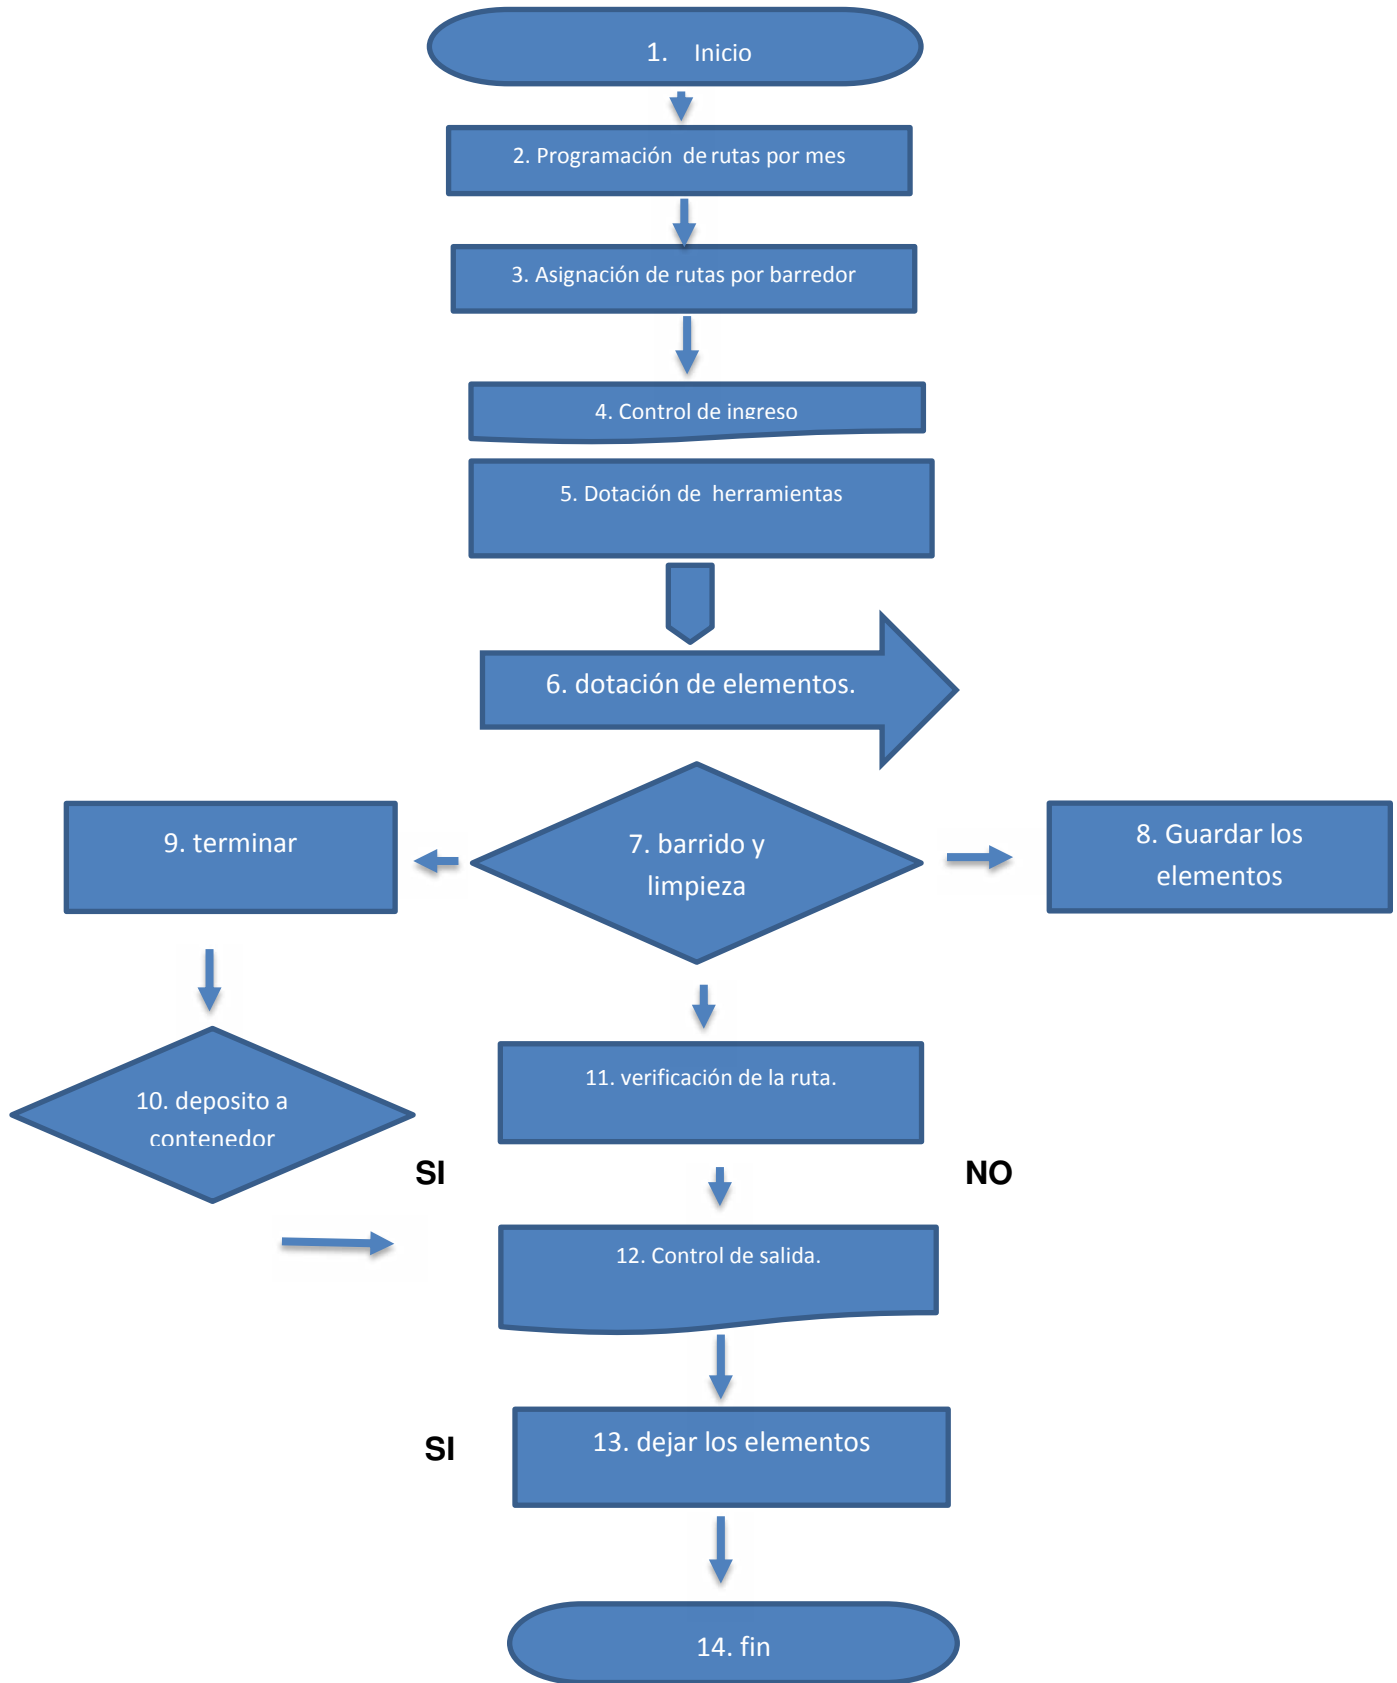 1. Inicio
2. Programación de rutas por mes
3. Asignación de rutas por barredor
4. Control de ingreso
5. Dotación de herramientas
6. dotación de elementos.
9. terminar
7. barrido y
limpieza
8. Guardar los
elementos
10. deposito a
contenedor
11. verificación de la ruta.
SI
NO
12. Control de salida.
SI
13. dejar los elementos
14. fin